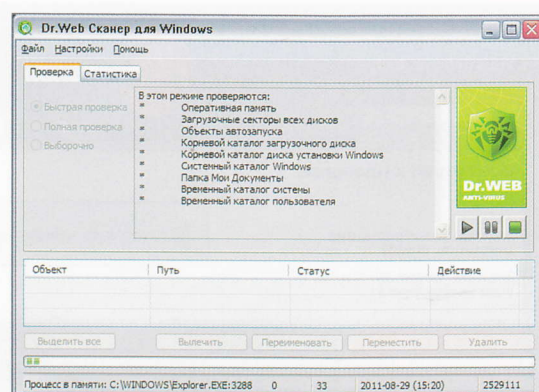 Dr.Web Сканер для Windows
Файл Настройки Помощь
Проверка Статистика
Быстрая проверка
Полная проверка
Выборочно
В этом режиме проверяются:
* Оперативная память
* Загрузочные секторы всех дисков
* Объекты автозапуска
* Корневой каталог загрузочного диска
* Корневой каталог диска установки Windows
* Системный каталог Windows
* Папка Мои Документы
* Временный каталог системы
* Временный каталог пользователя
Dr.WEB
ANTI-VIRUS
Объект Путь Статус Действие
Выделить все Вылечить Переименовать Переместить Удалить
Процесс в памяти: C:\WINDOWS\Explorer.EXE:3288 0 33 2011-08-29 (15:20) 2529111